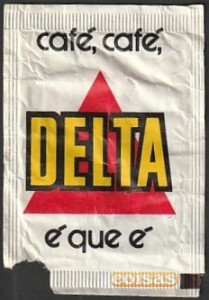 café, café,
DELTA
é que é